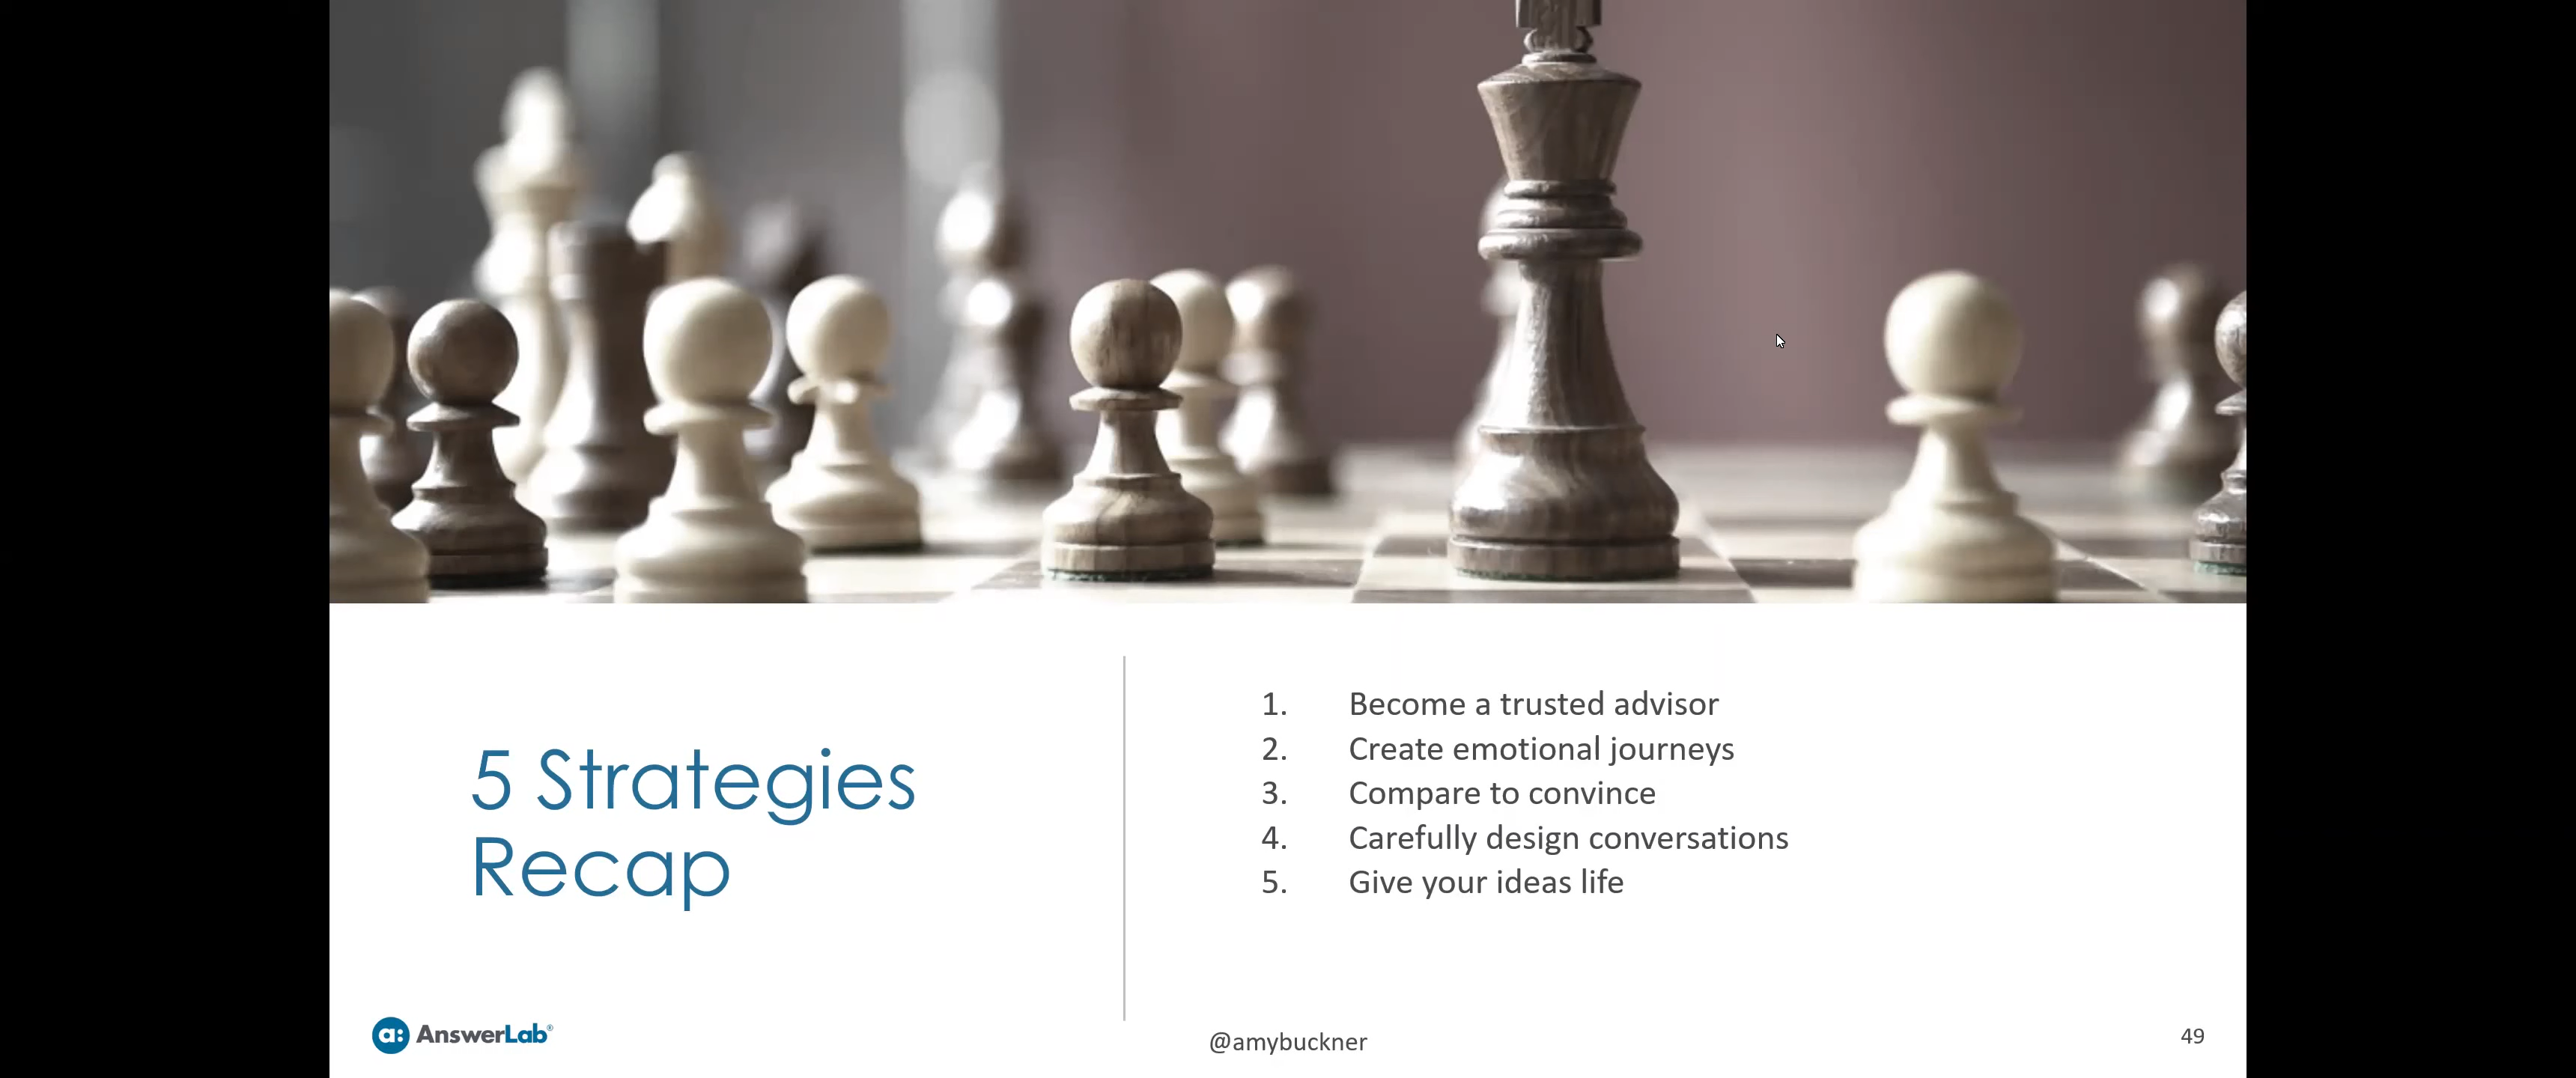 5 Strategies
Recap
1. Become a trusted advisor
2. Create emotional journeys
3. Compare to convince
4. Carefully design conversations
5. Give your ideas life
a: AnswerLab®
@amybuckner
49